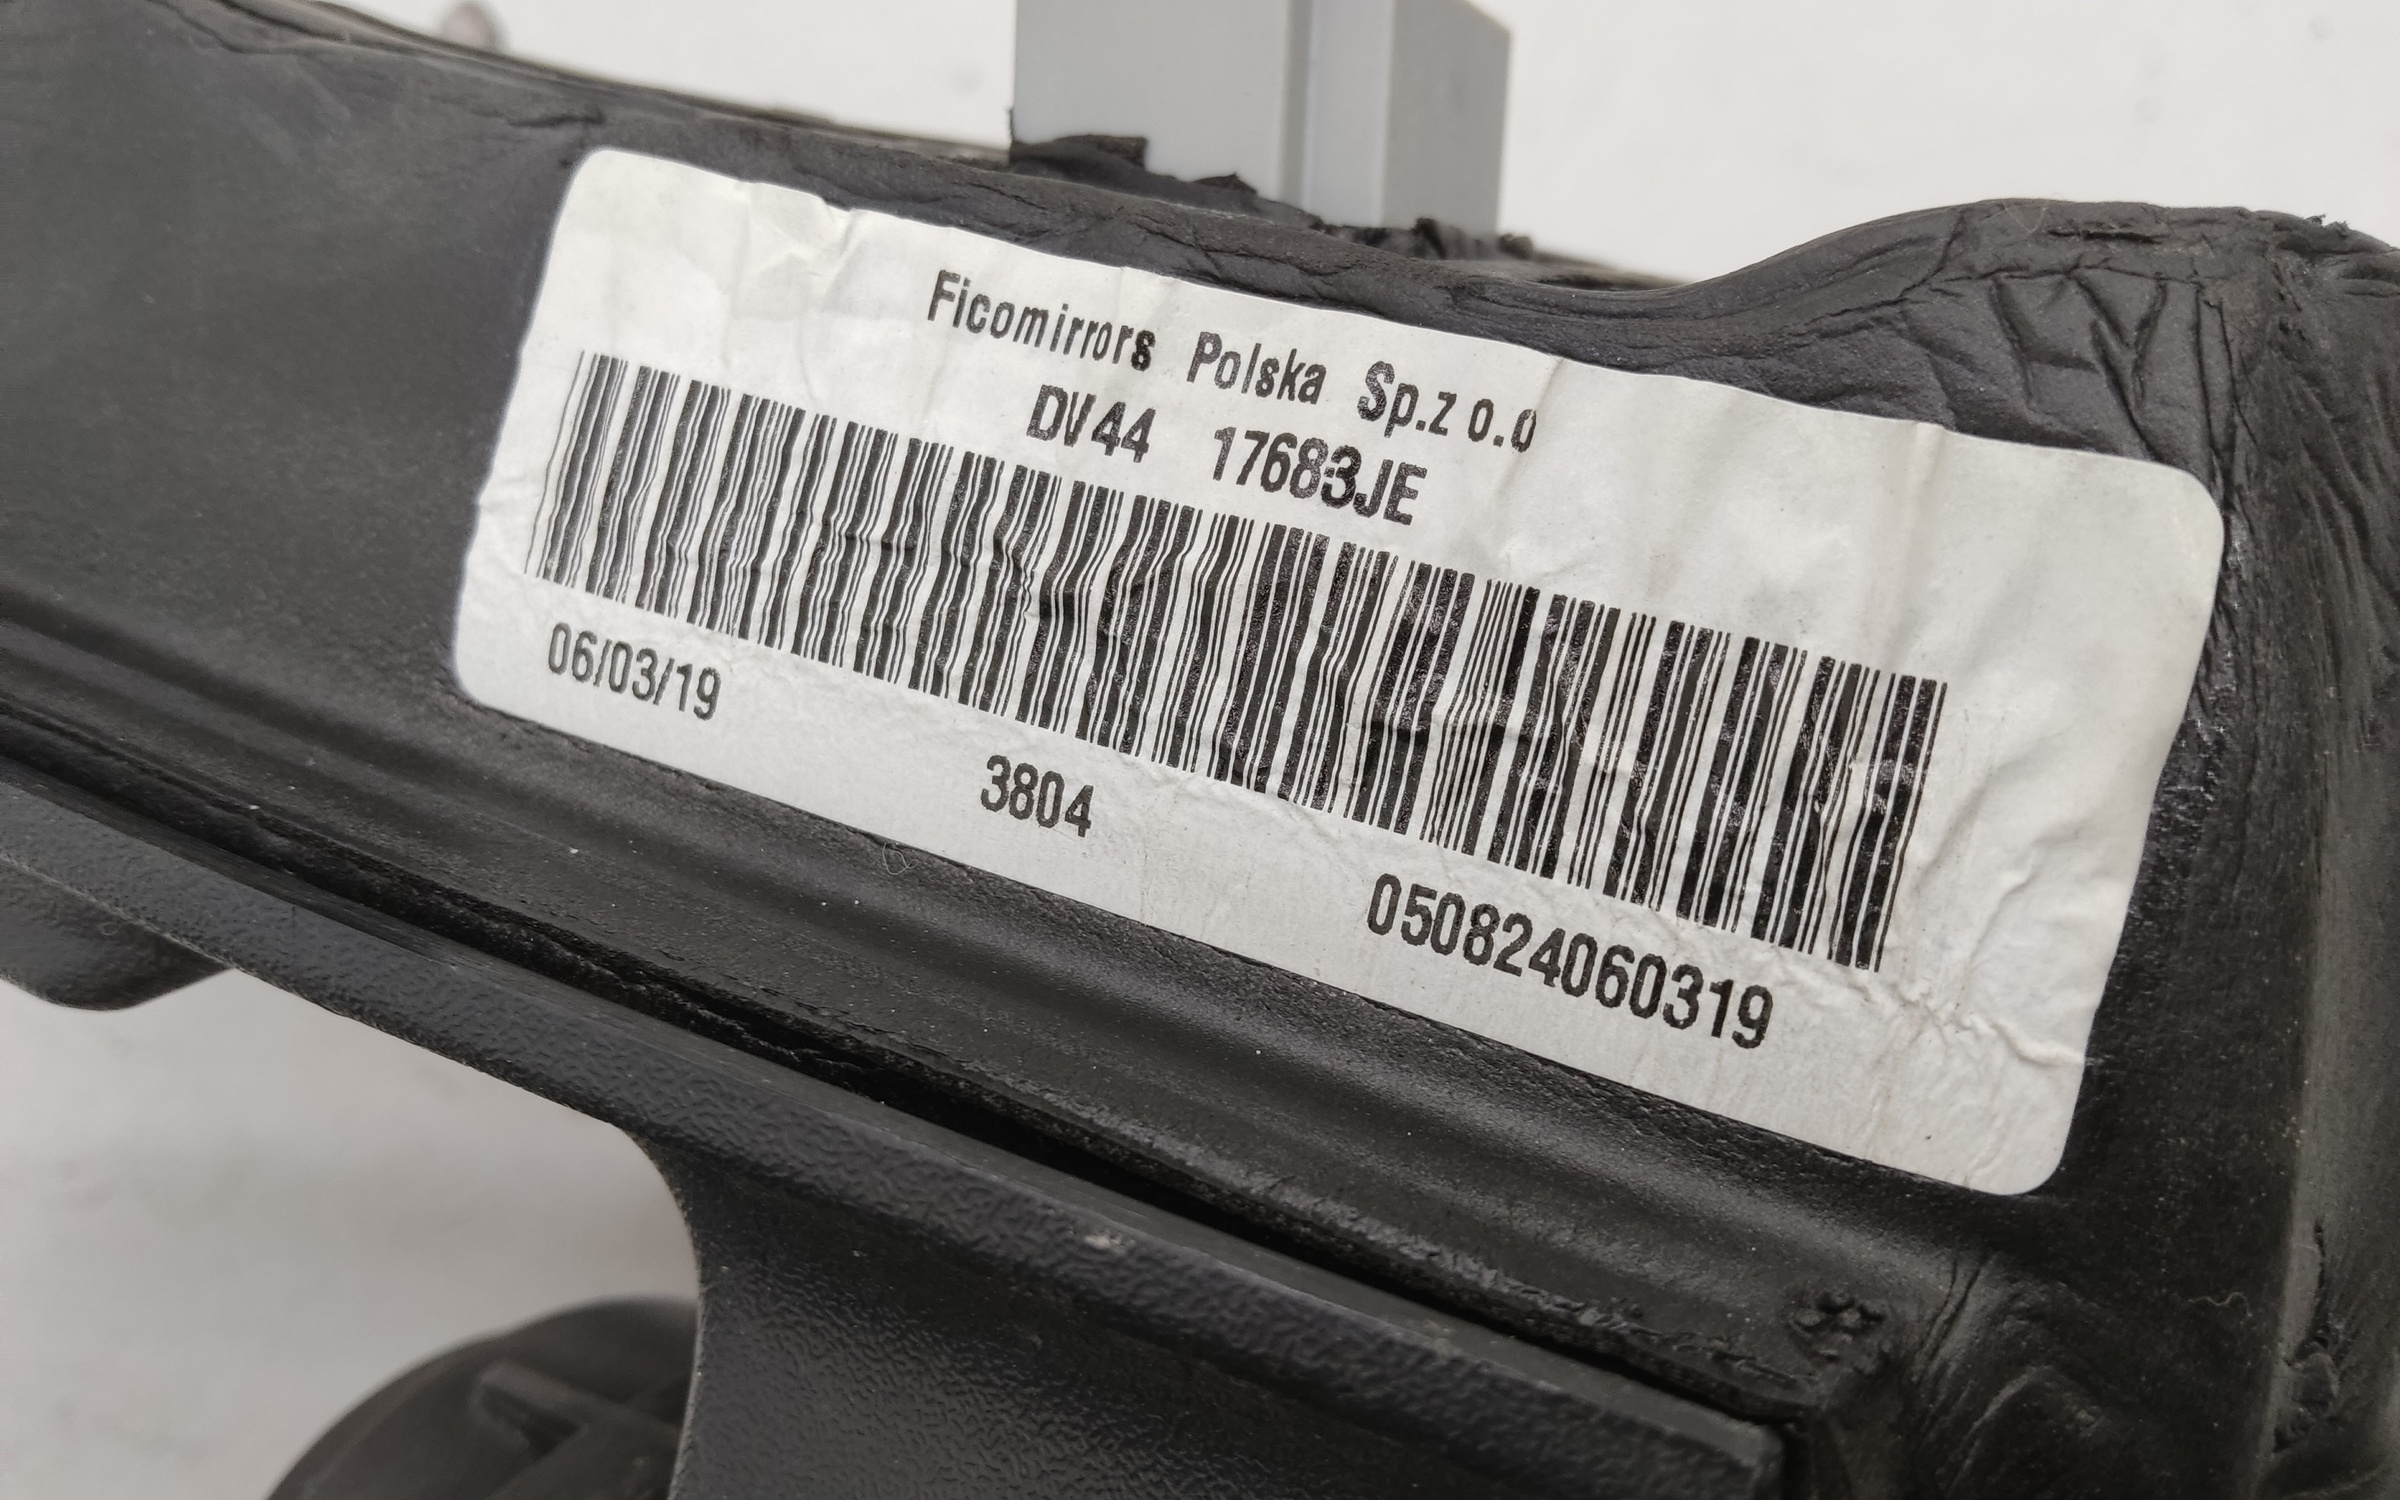 Ficomirrors Polska Sp.z o.o
DV44 17683JE
06/03/19 3804 050824060319